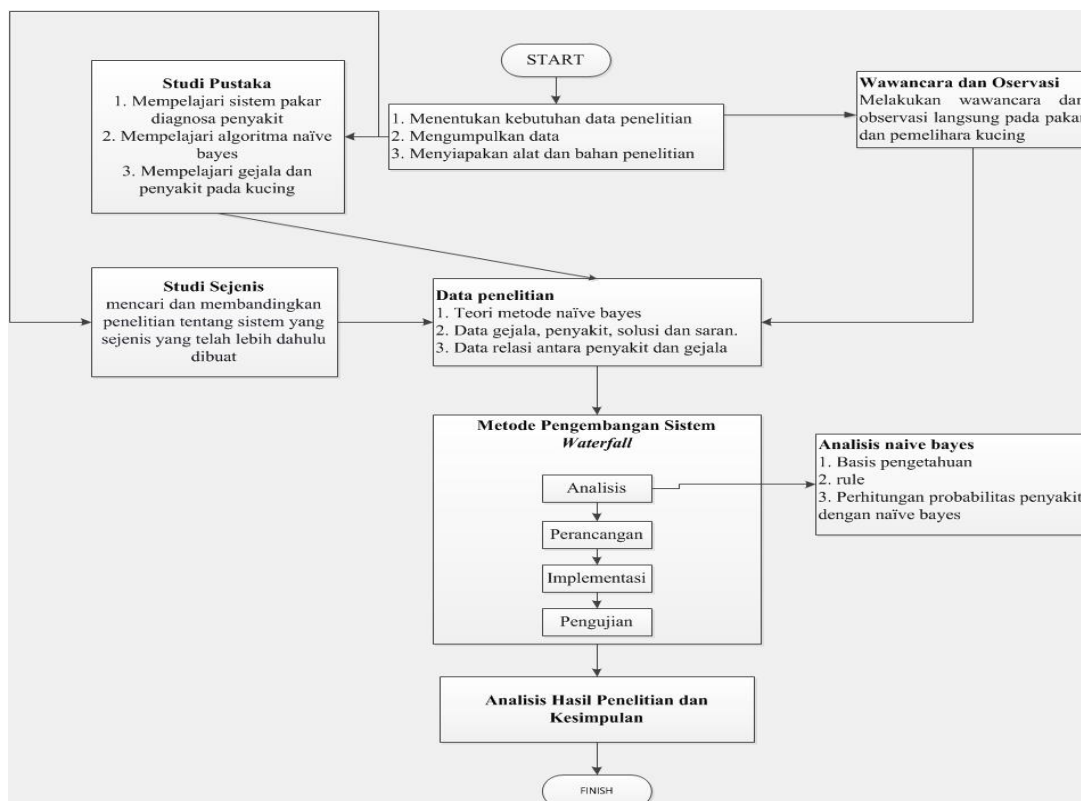 START
Studi Pustaka
1. Mempelajari sistem pakar
diagnosa penyakit
2. Mempelajari algoritma naïve
bayes
3. Mempelajari gejala dan
penyakit pada kucing
1. Menentukan kebutuhan data penelitian
2. Mengumpulkan data
3. Menyiapakan alat dan bahan penelitian
Wawancara dan Oservasi
Melakukan wawancara dan
observasi langsung pada pakar
dan pemelihara kucing
Studi Sejenis
mencari dan membandingkan
penelitian tentang sistem yang
sejenis yang telah lebih dahulu
dibuat
Data penelitian
1. Teori metode naïve bayes
2. Data gejala, penyakit, solusi dan saran.
3. Data relasi antara penyakit dan gejala
Metode Pengembangan Sistem
Waterfall
Analisis
Perancangan
Implementasi
Pengujian
Analisis naive bayes
1. Basis pengetahuan
2. rule
3. Perhitungan probabilitas penyakit
dengan naïve bayes
Analisis Hasil Penelitian dan
Kesimpulan
FINISH